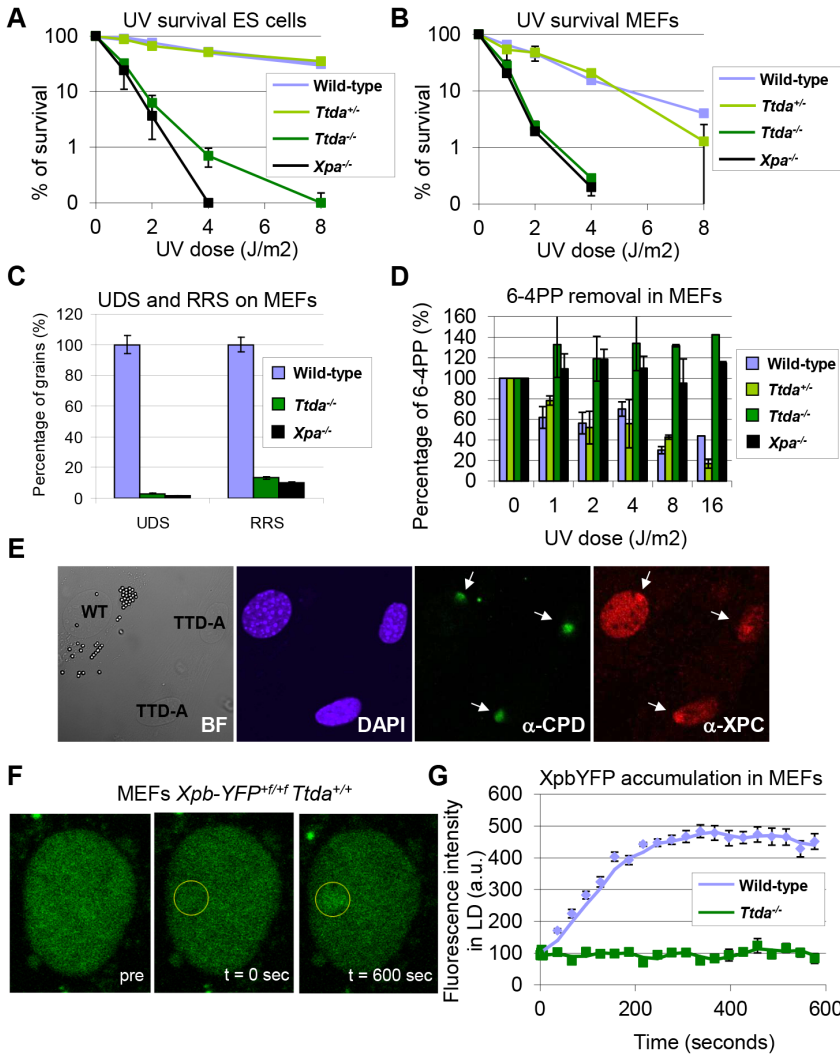 A
UV survival ES cells
% of survival
100
10
1
0
0
2
4
6
8
UV dose (J/m2)
Wild-type
Ttda+/-
Ttda-/-
Xpa-/-
B
UV survival MEFs
% of survival
100
10
1
0
0
2
4
6
8
UV dose (J/m2)
Wild-type
Ttda+/-
Ttda-/-
Xpa-/-
C
UDS and RRS on MEFs
Percentage of grains (%)
120
100
80
60
40
20
0
UDS
RRS
Wild-type
Ttda-/-
Xpa-/-
D
6-4PP removal in MEFs
Percentage of 6-4PP (%)
160
140
120
100
80
60
40
20
0
0
1
2
4
8
16
UV dose (J/m2)
Wild-type
Ttda+/-
Ttda-/-
Xpa-/-
E
WT
TTD-A
TTD-A
BF
DAPI
α-CPD
α-XPC
F
MEFs Xpb-YFP+f/+f Ttda+/+
pre
t = 0 sec
t = 600 sec
G
XpbYFP accumulation in MEFs
Fluorescence intensity
in LD (a.u.)
600
500
400
300
200
100
0
0
200
400
600
Time (seconds)
Wild-type
Ttda-/-